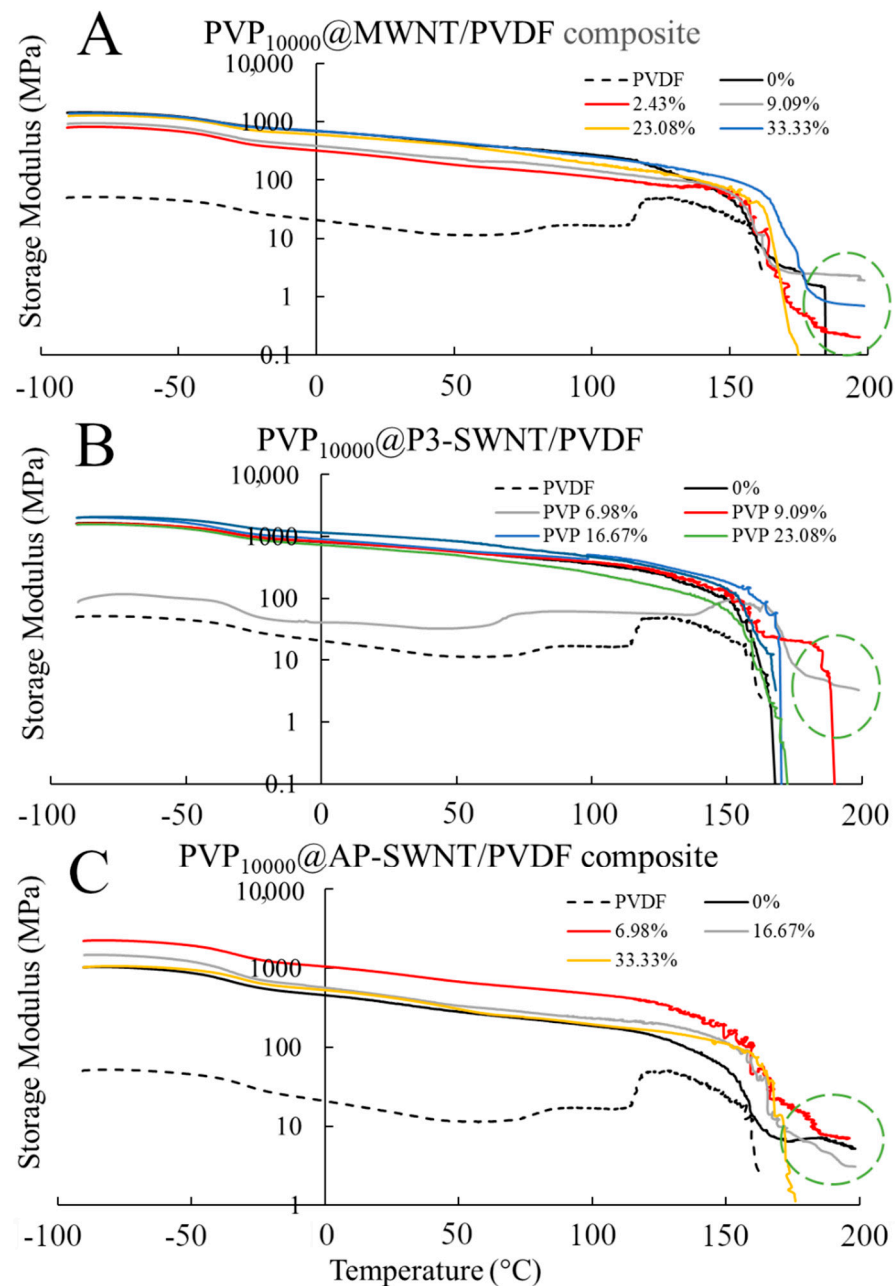 A
PVP10000@MWNT/PVDF composite
Storage Modulus (MPa)
10,000
1000
100
10
1
0.1
PVDF 0%
2.43% 9.09%
23.08% 33.33%
-100 -50 0 50 100 150 200
B
PVP10000@P3-SWNT/PVDF
Storage Modulus (MPa)
10,000
1000
100
10
1
0.1
PVDF 0%
PVP 6.98% PVP 9.09%
PVP 16.67% PVP 23.08%
-100 -50 0 50 100 150 200
C
PVP10000@AP-SWNT/PVDF composite
Storage Modulus (MPa)
10,000
1000
100
10
1
PVDF 0%
6.98% 16.67%
33.33%
-100 -50 0 50 100 150 200
Temperature (°C)